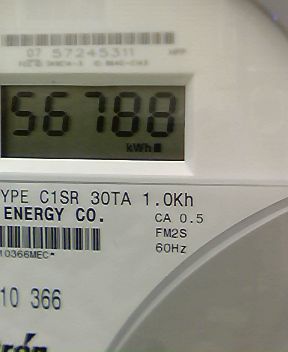 07 57245311
56788
kWh
YPE C1SR 30TA 1.0Kh
ENERGY CO.
CA 0.5
FM2S
60Hz
10366MEC*
10 366
rón